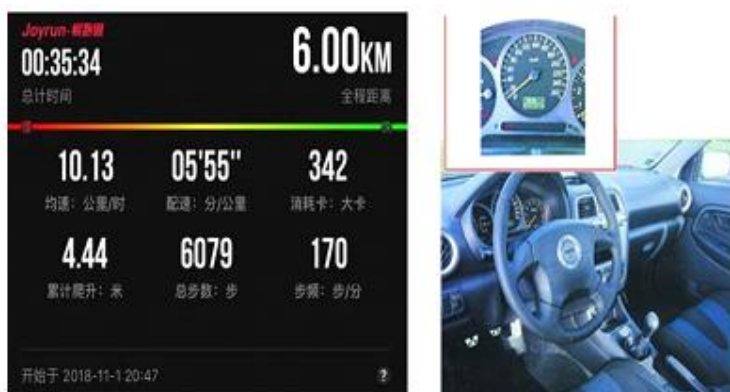 Joyrun·悦跑圈
00:35:34
总计时间
6.00KM
全程距离
10.13
均速：公里/时
05'55"
配速：分/公里
342
消耗卡：大卡
4.44
累计爬升：米
6079
总步数：步
170
步频：步/分
开始于 2018-11-1 20:47
?